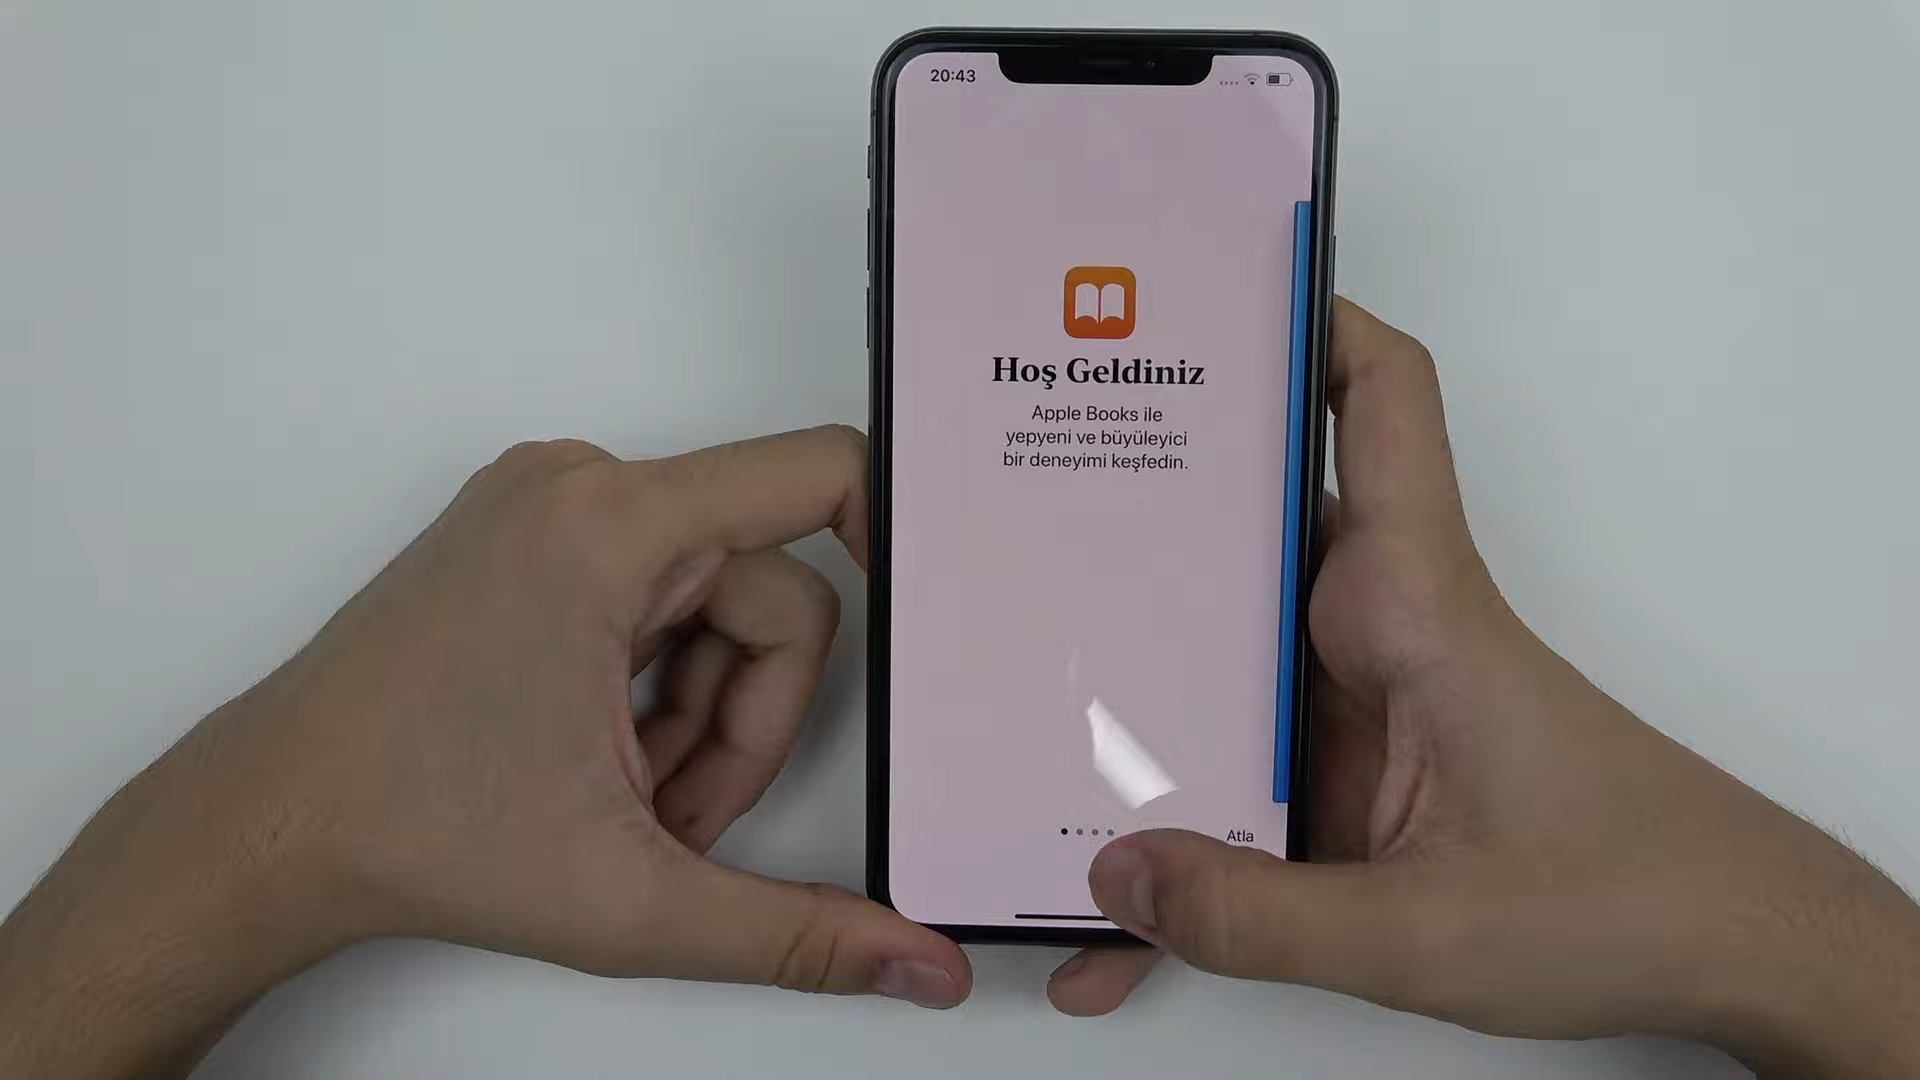 20:43
Hoş Geldiniz
Apple Books ile
yepyeni ve büyüleyici
bir deneyimi keşfedin.
Atla